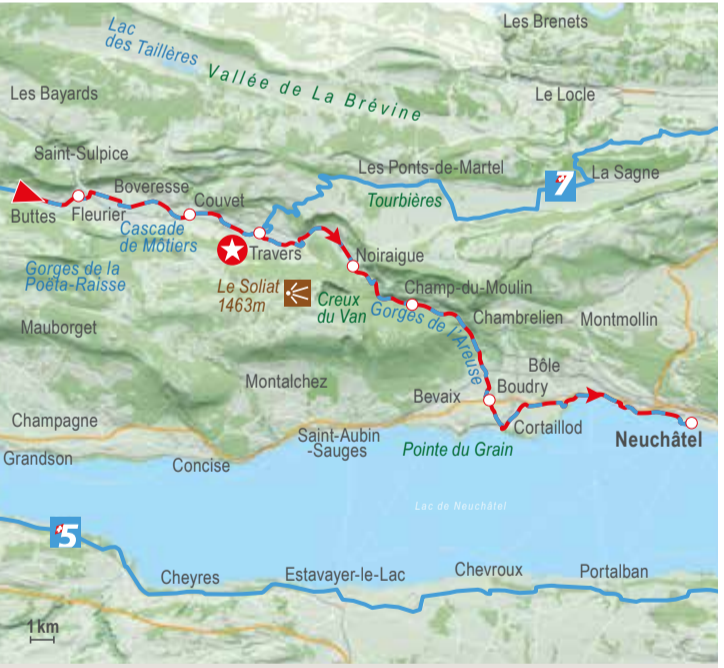 Les Brenets
Lac
des Taillères
Vallée de La Brévine
Les Bayards
Le Locle
Saint-Sulpice
Les Ponts-de-Martel
7
La Sagne
Boveresse
Couvet
Tourbières
Buttes
Fleurier
Cascade
de Môtiers
Travers
Noiraigue
Gorges de la
Poëta-Raisse
Le Soliat
1463m
Creux
du Van
Champ-du-Moulin
Gorges de l'Areuse
Chambrelien
Montmollin
Mauborget
Montalchez
Bôle
Bevaix
Boudry
Champagne
Saint-Aubin
-Sauges
Cortaillod
Neuchâtel
Grandson
Concise
Pointe du Grain
Lac de Neuchâtel
5
Cheyres
Estavayer-le-Lac
Chevroux
Portalban
1 km